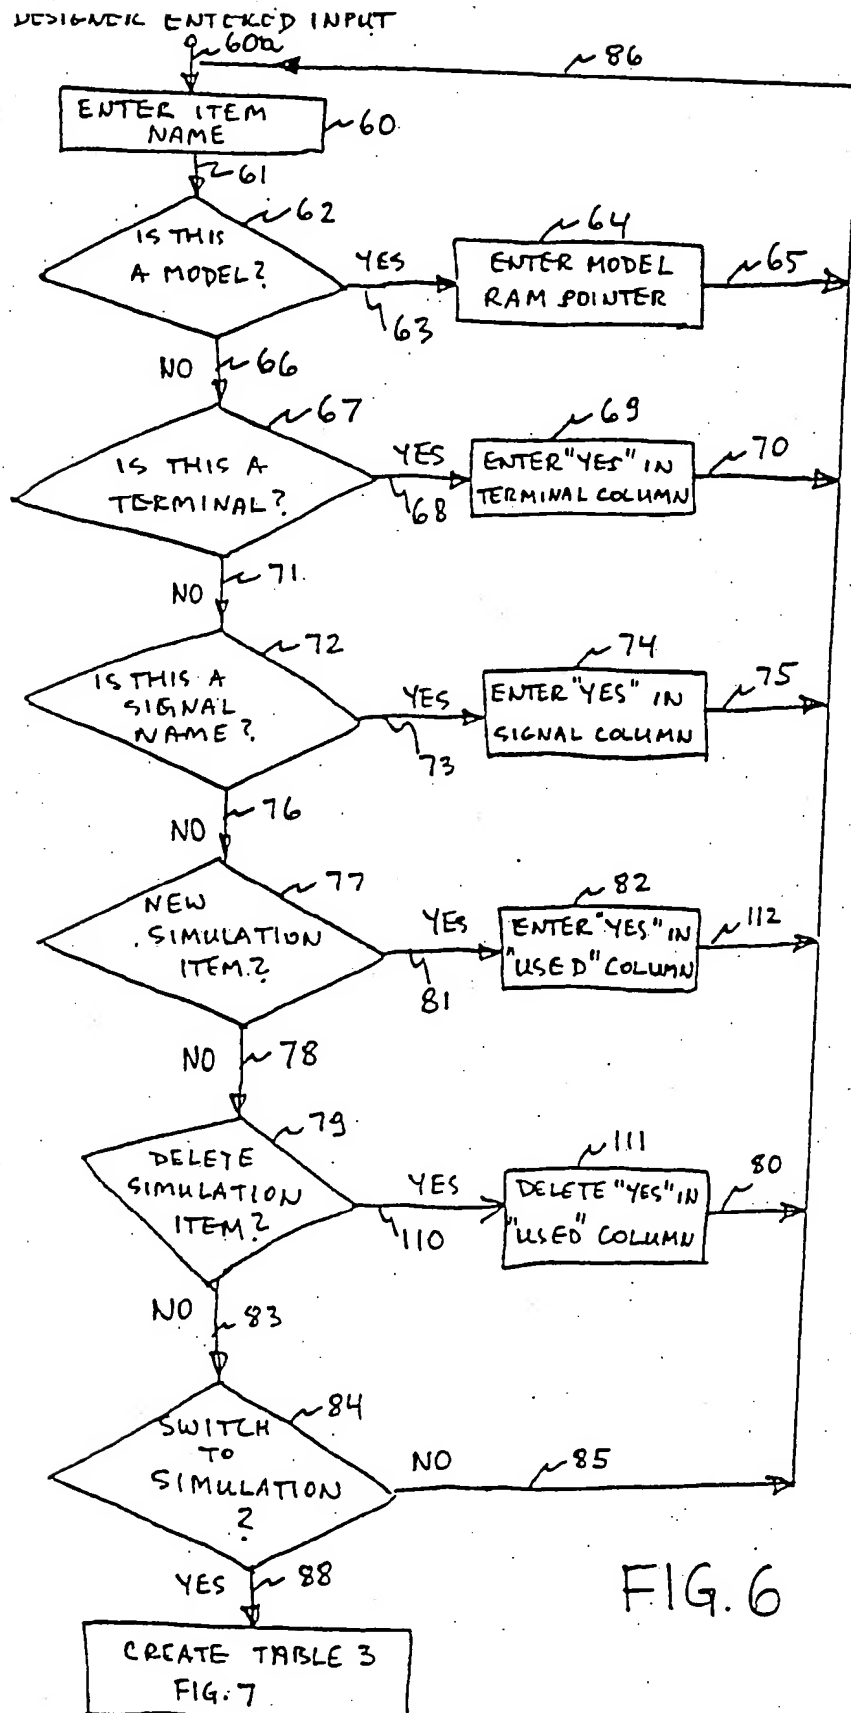 DESIGNER ENTERED INPUT
60a
86
ENTER ITEM
NAME
60
61
62
IS THIS
A MODEL?
YES
63
64
ENTER MODEL
RAM POINTER
65
NO
66
67
IS THIS A
TERMINAL?
YES
68
69
ENTER "YES" IN
TERMINAL COLUMN
70
71
NO
72
IS THIS A
SIGNAL
NAME?
YES
73
74
ENTER "YES" IN
SIGNAL COLUMN
75
76
NO
77
NEW
SIMULATION
ITEM?
YES
81
82
ENTER "YES" IN
"USED" COLUMN
112
NO
78
79
DELETE
SIMULATION
ITEM?
YES
110
111
DELETE "YES" IN
"USED" COLUMN
80
NO
83
84
SWITCH
TO
SIMULATION
?
NO
85
YES
88
CREATE TABLE 3
FIG. 7
FIG. 6